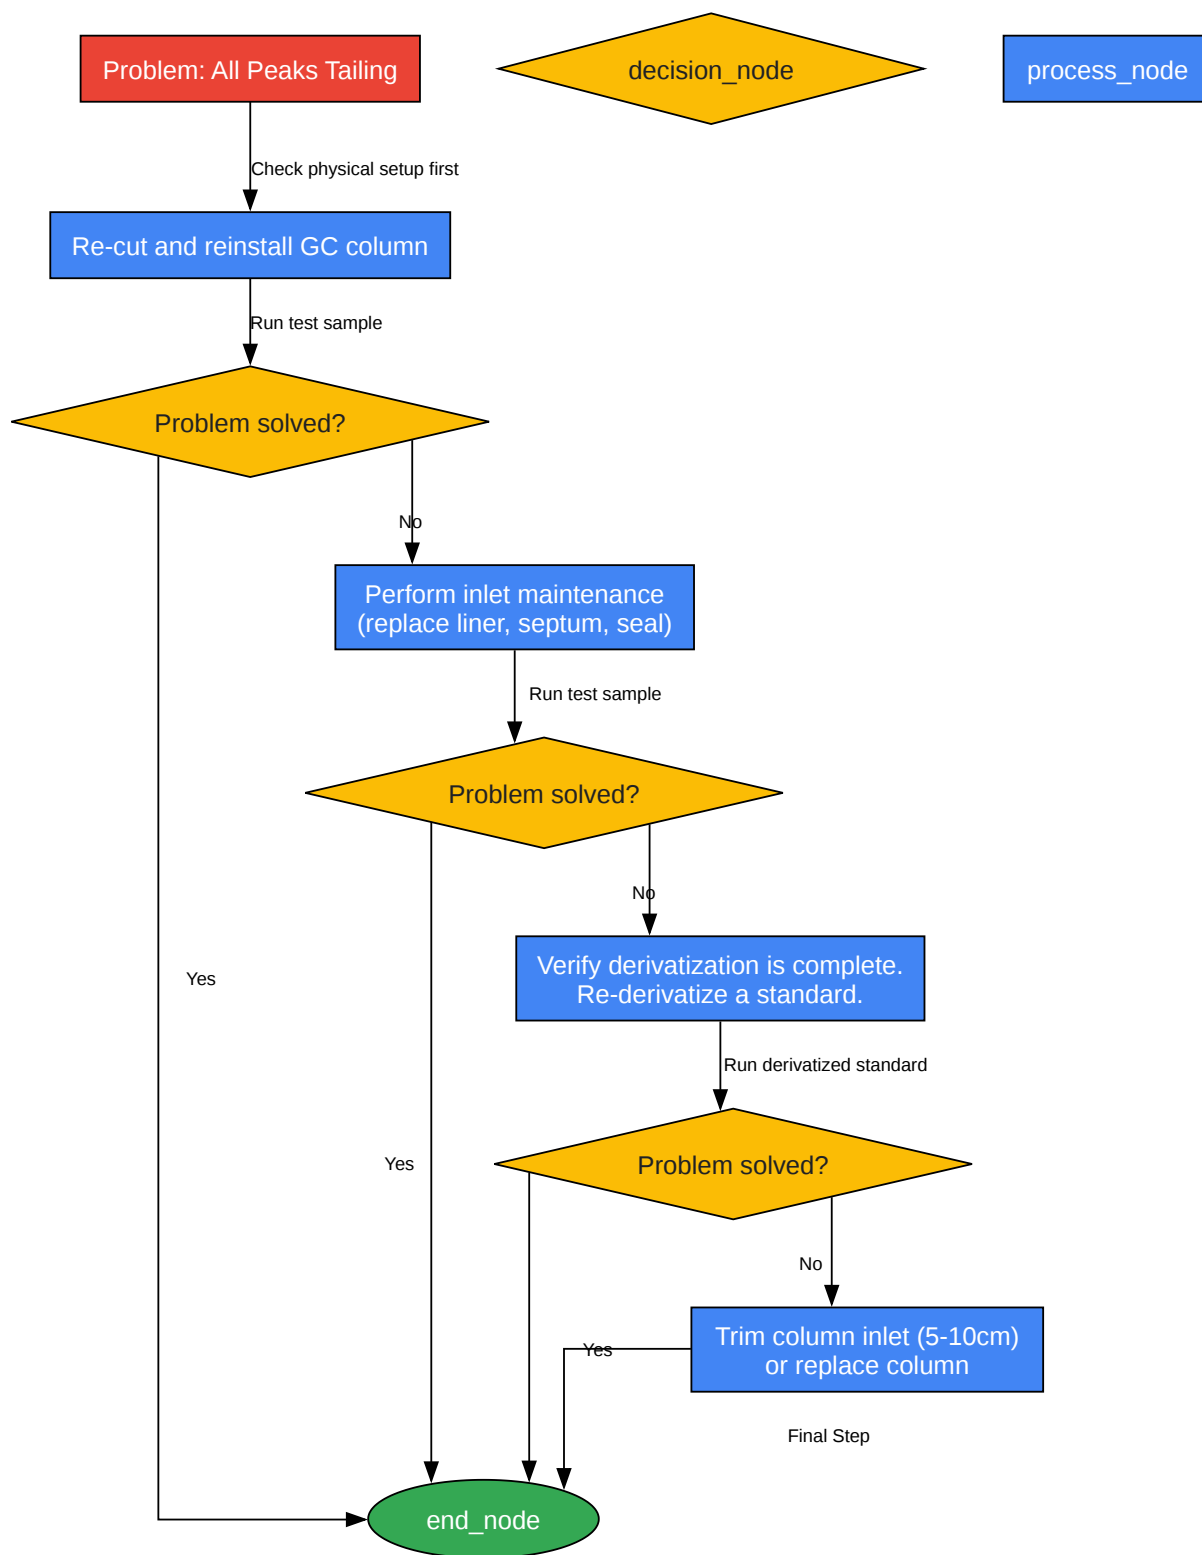 Problem: All Peaks Tailing
decision_node
process_node
Check physical setup first
Re-cut and reinstall GC column
Run test sample
Problem solved?
No
Perform inlet maintenance
(replace liner, septum, seal)
Run test sample
Problem solved?
No
Verify derivatization is complete.
Re-derivatize a standard.
Yes
Run derivatized standard
Yes
Problem solved?
No
Trim column inlet (5-10cm)
or replace column
Yes
Final Step
end_node